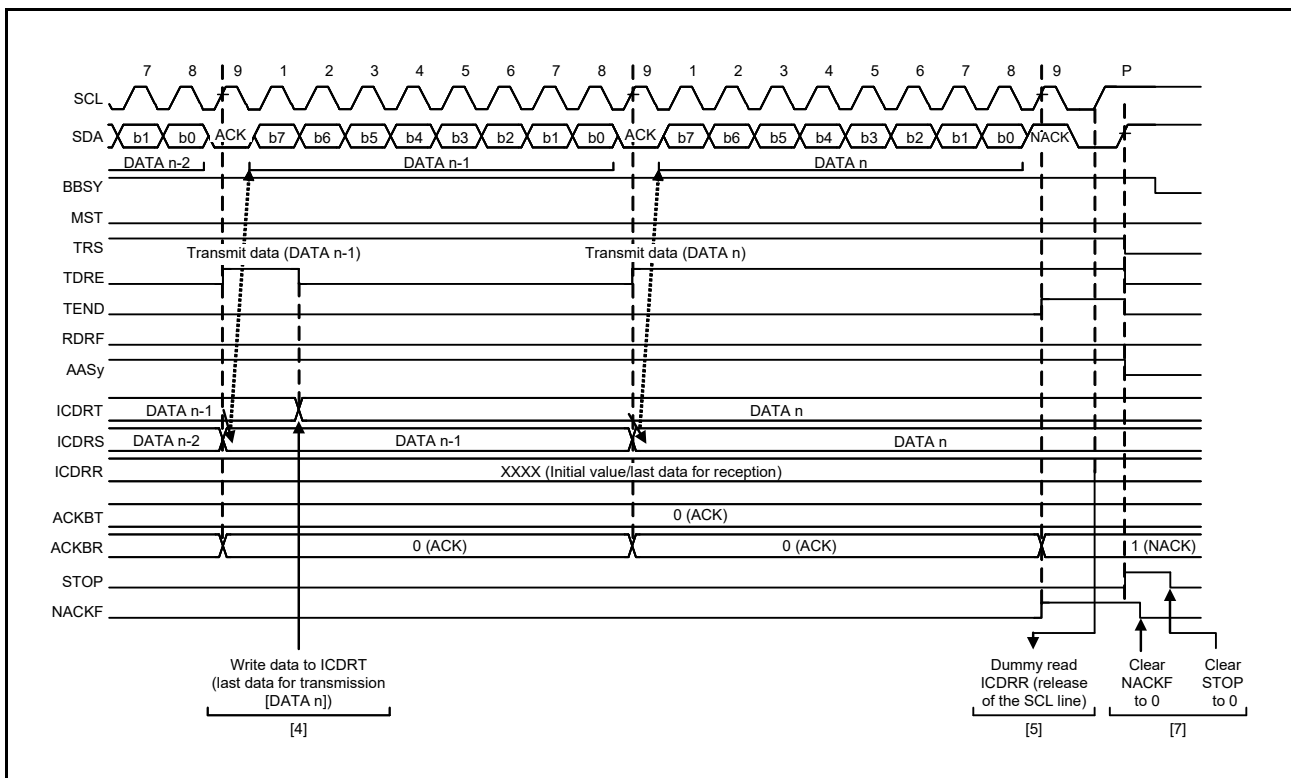 7 8 9 1 2 3 4 5 6 7 8 9 1 2 3 4 5 6 7 8 9 P
SCL
SDA b1 b0 ACK b7 b6 b5 b4 b3 b2 b1 b0 ACK b7 b6 b5 b4 b3 b2 b1 b0 NACK
DATA n-2 DATA n-1 DATA n
BBSY
MST
TRS
Transmit data (DATA n-1) Transmit data (DATA n)
TDRE
TEND
RDRF
AASy
ICDRT DATA n-1 DATA n
ICDRS DATA n-2 DATA n-1 DATA n
ICDRR XXXX (Initial value/last data for reception)
ACKBT 0 (ACK)
ACKBR 0 (ACK) 0 (ACK) 1 (NACK)
STOP
NACKF
Write data to ICDRT
(last data for transmission
[DATA n])
[4]
Dummy read
ICDRR (release
of the SCL line)
[5]
Clear
NACKF
to 0
Clear
STOP
to 0
[7]